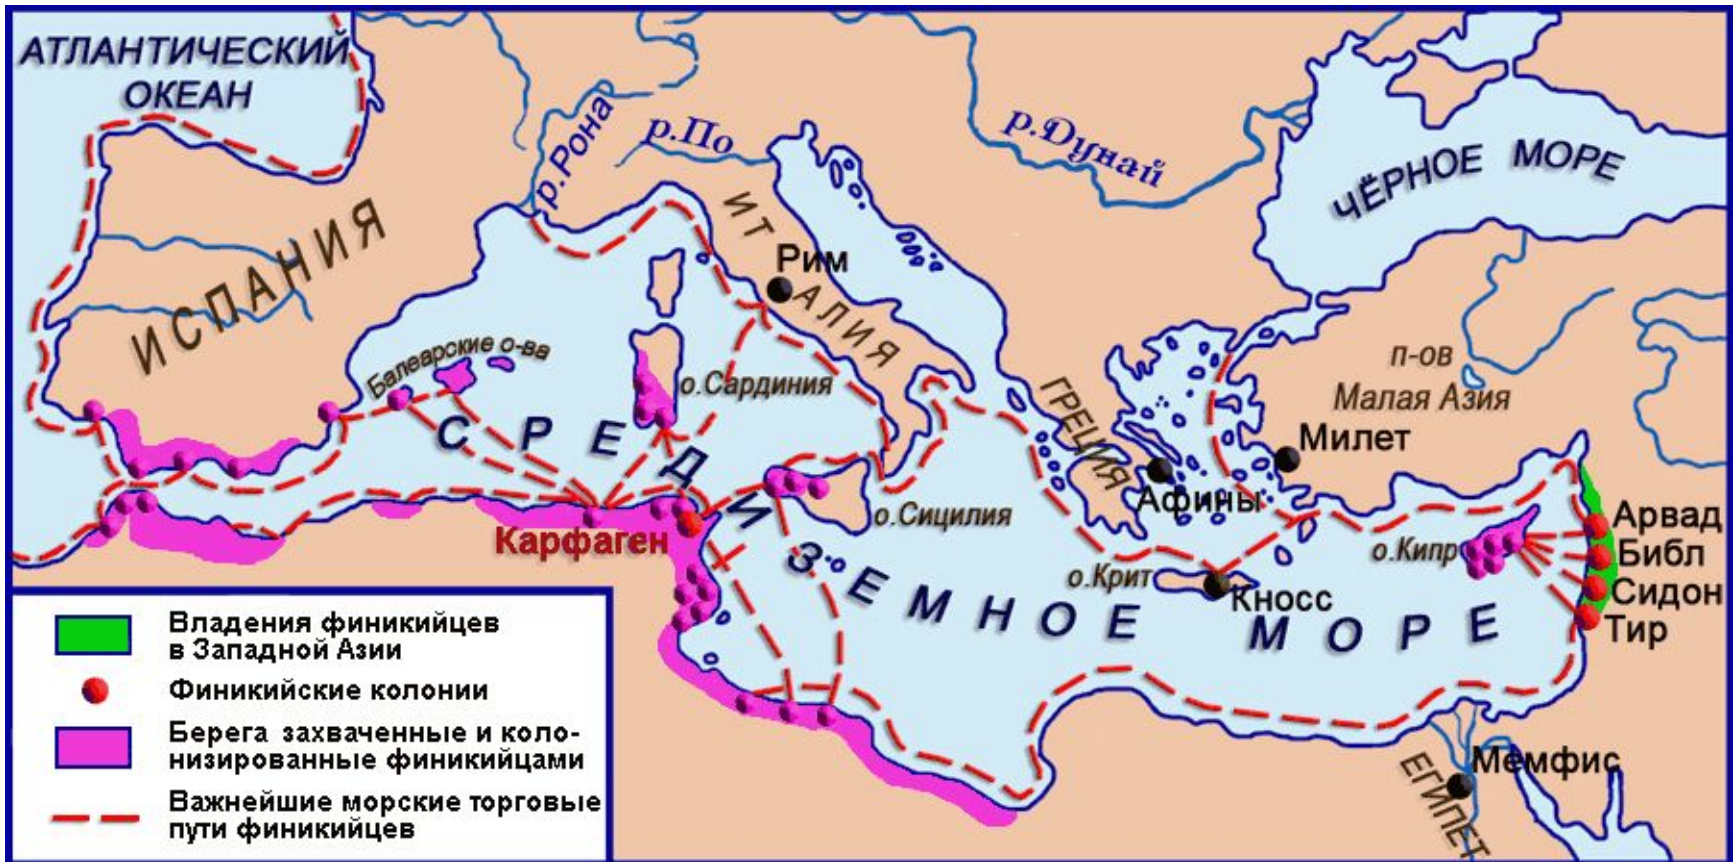 АТЛАНТИЧЕСКИЙ
ОКЕАН
р.Рона
р.По
р.Дунай
ЧЁРНОЕ МОРЕ
ИСПАНИЯ
ИТАЛИЯ
Рим
Балеарские о-ва
о.Сардиния
ГРЕЦИЯ
п-ов
Малая Азия
Милет
Афины
СРЕДИЗЕМНОЕ МОРЕ
о.Сицилия
Карфаген
о.Крит
Кносс
о.Кипр
Арвад
Библ
Сидон
Тир
Мемфис
ЕГИПЕТ
Владения финикийцев
в Западной Азии
Финикийские колонии
Берега захваченные и коло-
низированные финикийцами
Важнейшие морские торговые
пути финикийцев